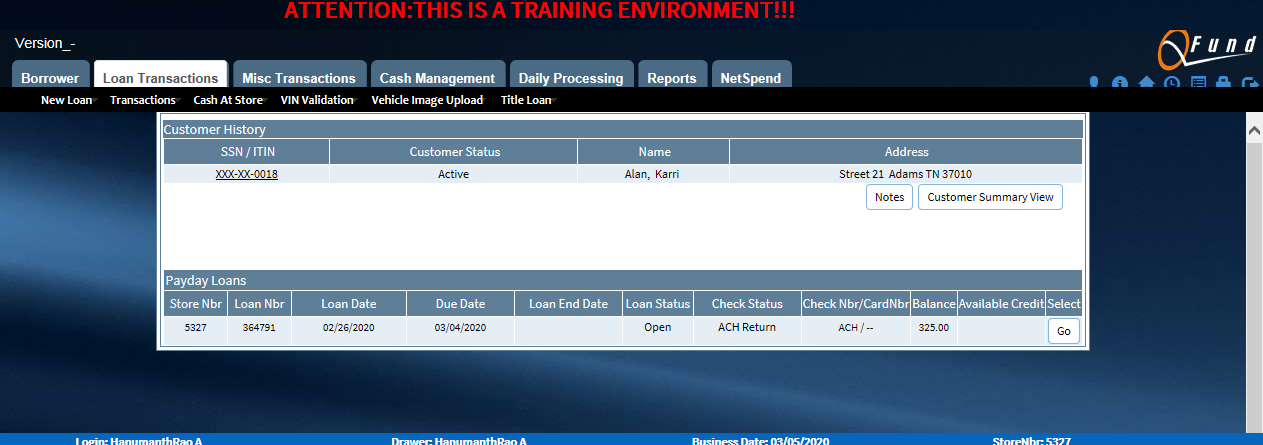 ATTENTION:THIS IS A TRAINING ENVIRONMENT!!!
Version_-
QFund
Borrower Loan Transactions Misc Transactions Cash Management Daily Processing Reports NetSpend
New Loan Transactions Cash At Store VIN Validation Vehicle Image Upload Title Loan
Customer History
SSN / ITIN Customer Status Name Address
XXX-XX-0018 Active Alan, Karri Street 21 Adams TN 37010
Notes Customer Summary View
Payday Loans
Store Nbr Loan Nbr Loan Date Due Date Loan End Date Loan Status Check Status Check Nbr/CardNbr Balance Available Credit Select
5327 364791 02/26/2020 03/04/2020 Open ACH Return ACH / -- 325.00 Go
Login: HanumanthRao A Drawer: HanumanthRao A Business Date: 03/05/2020 StoreNbr: 5327